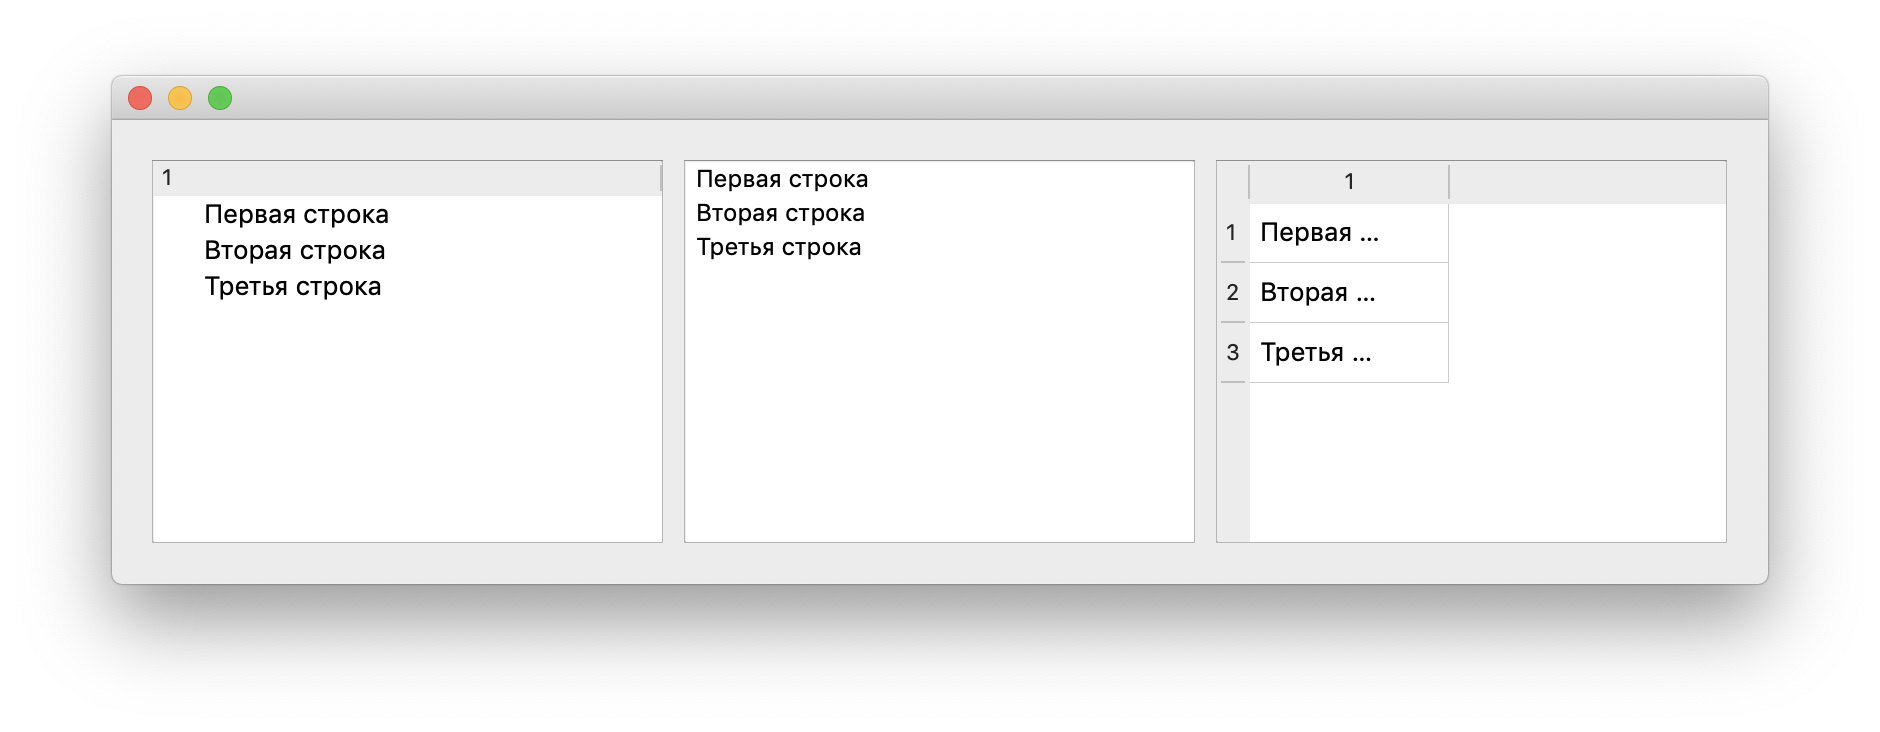 1
Первая строка
Вторая строка
Третья строка
Первая строка
Вторая строка
Третья строка
1
1 Первая ...
2 Вторая ...
3 Третья ...